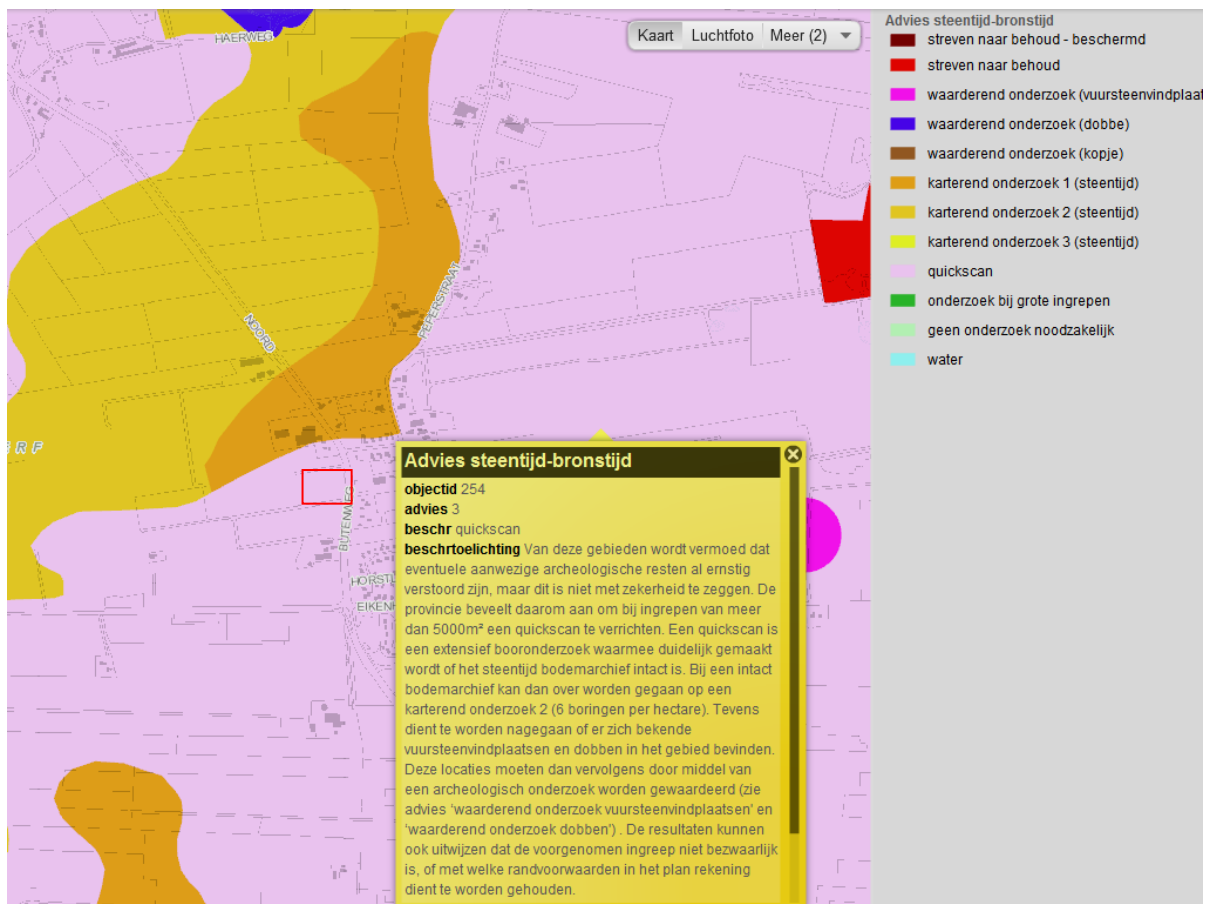 HAERWEG
Kaart Luchtfoto Meer (2)
PEPERSTRAAT
NOORD
E R F
BUTENWEG
HORST
EIKEN
Advies steentijd-bronstijd
objectid 254
advies 3
beschr quickscan
beschrtoelichting Van deze gebieden wordt vermoed dat
eventuele aanwezige archeologische resten al ernstig
verstoord zijn, maar dit is niet met zekerheid te zeggen. De
provincie beveelt daarom aan om bij ingrepen van meer
dan 5000m² een quickscan te verrichten. Een quickscan is
een extensief booronderzoek waarmee duidelijk gemaakt
wordt of het steentijd bodemarchief intact is. Bij een intact
bodemarchief kan dan over worden gegaan op een
karterend onderzoek 2 (6 boringen per hectare). Tevens
dient te worden nagegaan of er zich bekende
vuursteenvindplaatsen en dobben in het gebied bevinden.
Deze locaties moeten dan vervolgens door middel van
een archeologisch onderzoek worden gewaardeerd (zie
advies 'waarderend onderzoek vuursteenvindplaatsen' en
'waarderend onderzoek dobben') . De resultaten kunnen
ook uitwijzen dat de voorgenomen ingreep niet bezwaarlijk
is, of met welke randvoorwaarden in het plan rekening
dient te worden gehouden.
Advies steentijd-bronstijd
streven naar behoud - beschermd
streven naar behoud
waarderend onderzoek (vuursteenvindplaat
waarderend onderzoek (dobbe)
waarderend onderzoek (kopje)
karterend onderzoek 1 (steentijd)
karterend onderzoek 2 (steentijd)
karterend onderzoek 3 (steentijd)
quickscan
onderzoek bij grote ingrepen
geen onderzoek noodzakelijk
water